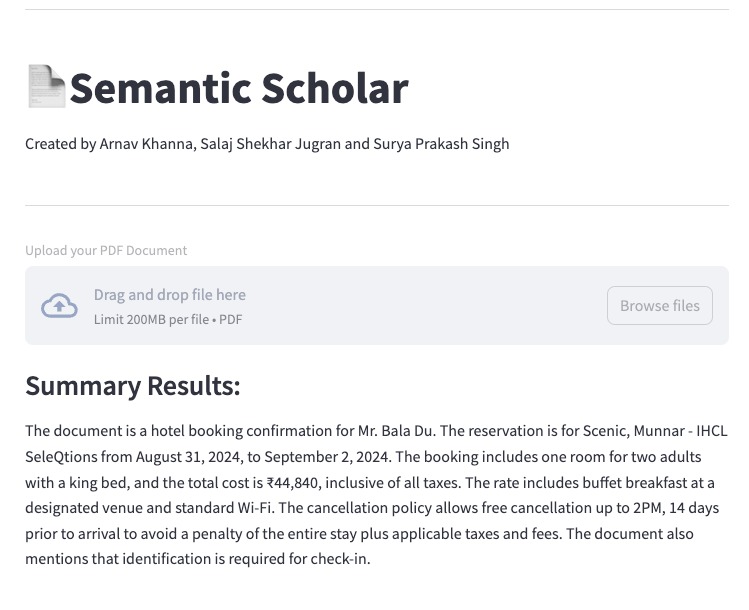 Semantic Scholar
Created by Arnav Khanna, Salaj Shekhar Jugran and Surya Prakash Singh
Upload your PDF Document
Drag and drop file here
Limit 200MB per file • PDF
Browse files
Summary Results:
The document is a hotel booking confirmation for Mr. Bala Du. The reservation is for Scenic, Munnar - IHCL
SeleQtions from August 31, 2024, to September 2, 2024. The booking includes one room for two adults
with a king bed, and the total cost is ₹44,840, inclusive of all taxes. The rate includes buffet breakfast at a
designated venue and standard Wi-Fi. The cancellation policy allows free cancellation up to 2PM, 14 days
prior to arrival to avoid a penalty of the entire stay plus applicable taxes and fees. The document also
mentions that identification is required for check-in.